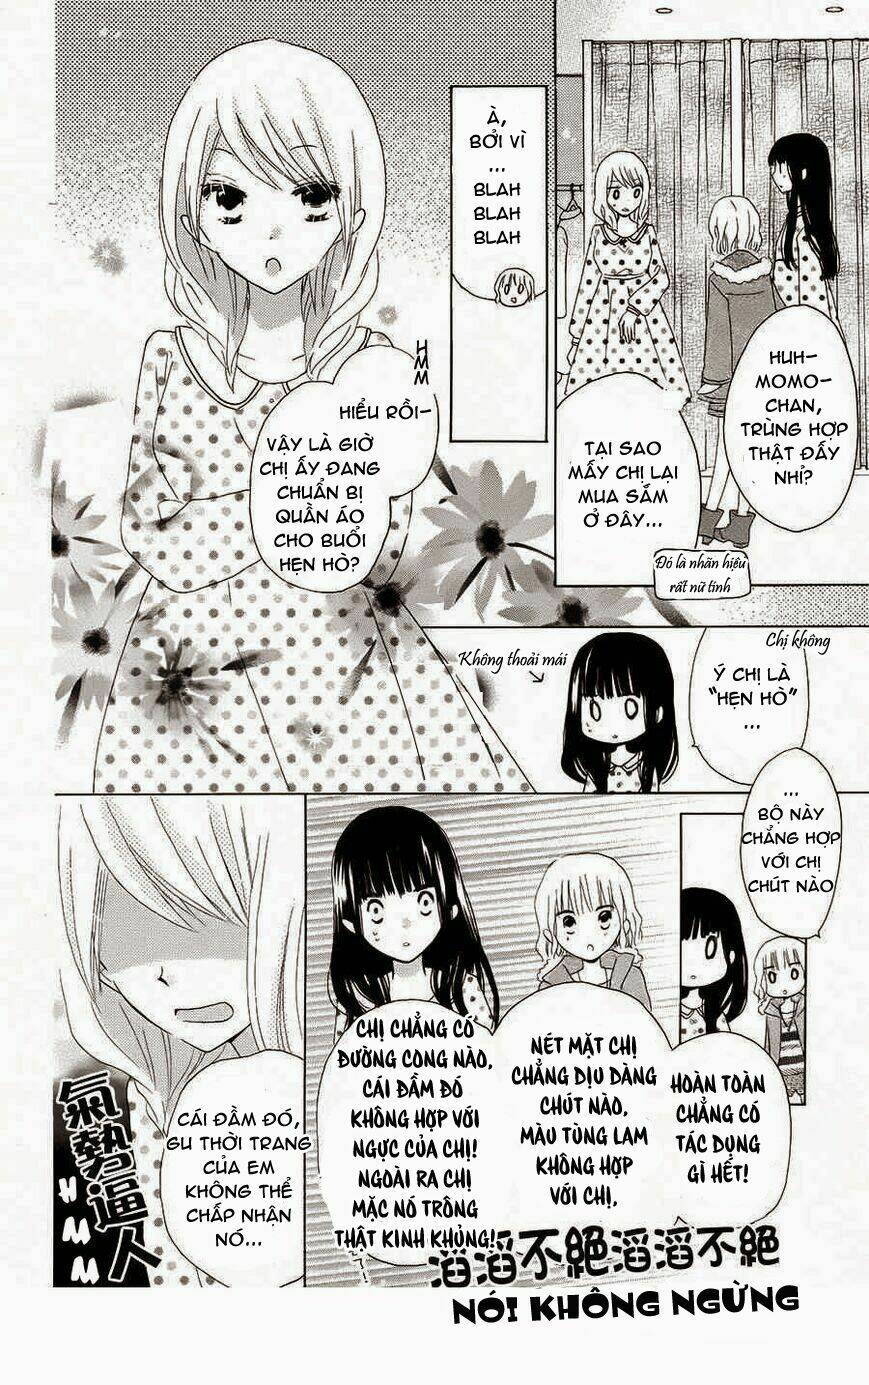 HUH-
MOMO-
CHAN,
TRÙNG HỢP
THẬT ĐẤY
NHỈ?
TẠI SAO
MẤY CHỊ LẠI
MUA SẮM
Ở ĐÂY...
Đó là nhãn hiệu
rất nữ tính
À,
BỞI VÌ
...
BLAH
BLAH
BLAH
HMM
HIỂU RỒI-
VẬY LÀ GIỜ
CHỊ ẤY ĐANG
CHUẨN BỊ
QUẦN ÁO
CHO BUỔI
HẸN HÒ?
Chị không
Ý CHỊ LÀ
“HẸN HÒ”
...
Không thoải mái
...
BỘ NÀY
CHẲNG HỢP
VỚI CHỊ
CHÚT NÀO
HOÀN TOÀN
CHẲNG CÓ
TÁC DỤNG
GÌ HẾT!
NÉT MẶT CHỊ
CHẲNG DỊU DÀNG
CHÚT NÀO,
MÀU TÙNG LAM
KHÔNG HỢP
VỚI CHỊ,
CHỊ CHẲNG CÓ
ĐƯỜNG CONG NÀO,
CÁI ĐẦM ĐÓ
KHÔNG HỢP VỚI
NGỰC CỦA CHỊ!
NGOÀI RA CHỊ
MẶC NÓ TRÔNG
THẬT KINH KHỦNG!
滔滔不絕滔滔不絕
NÓI KHÔNG NGỪNG
CÁI ĐẦM ĐÓ,
GU THỜI TRANG
CỦA EM
KHÔNG THỂ
CHẤP NHẬN
NÓ...
氣勢逼人
HMM